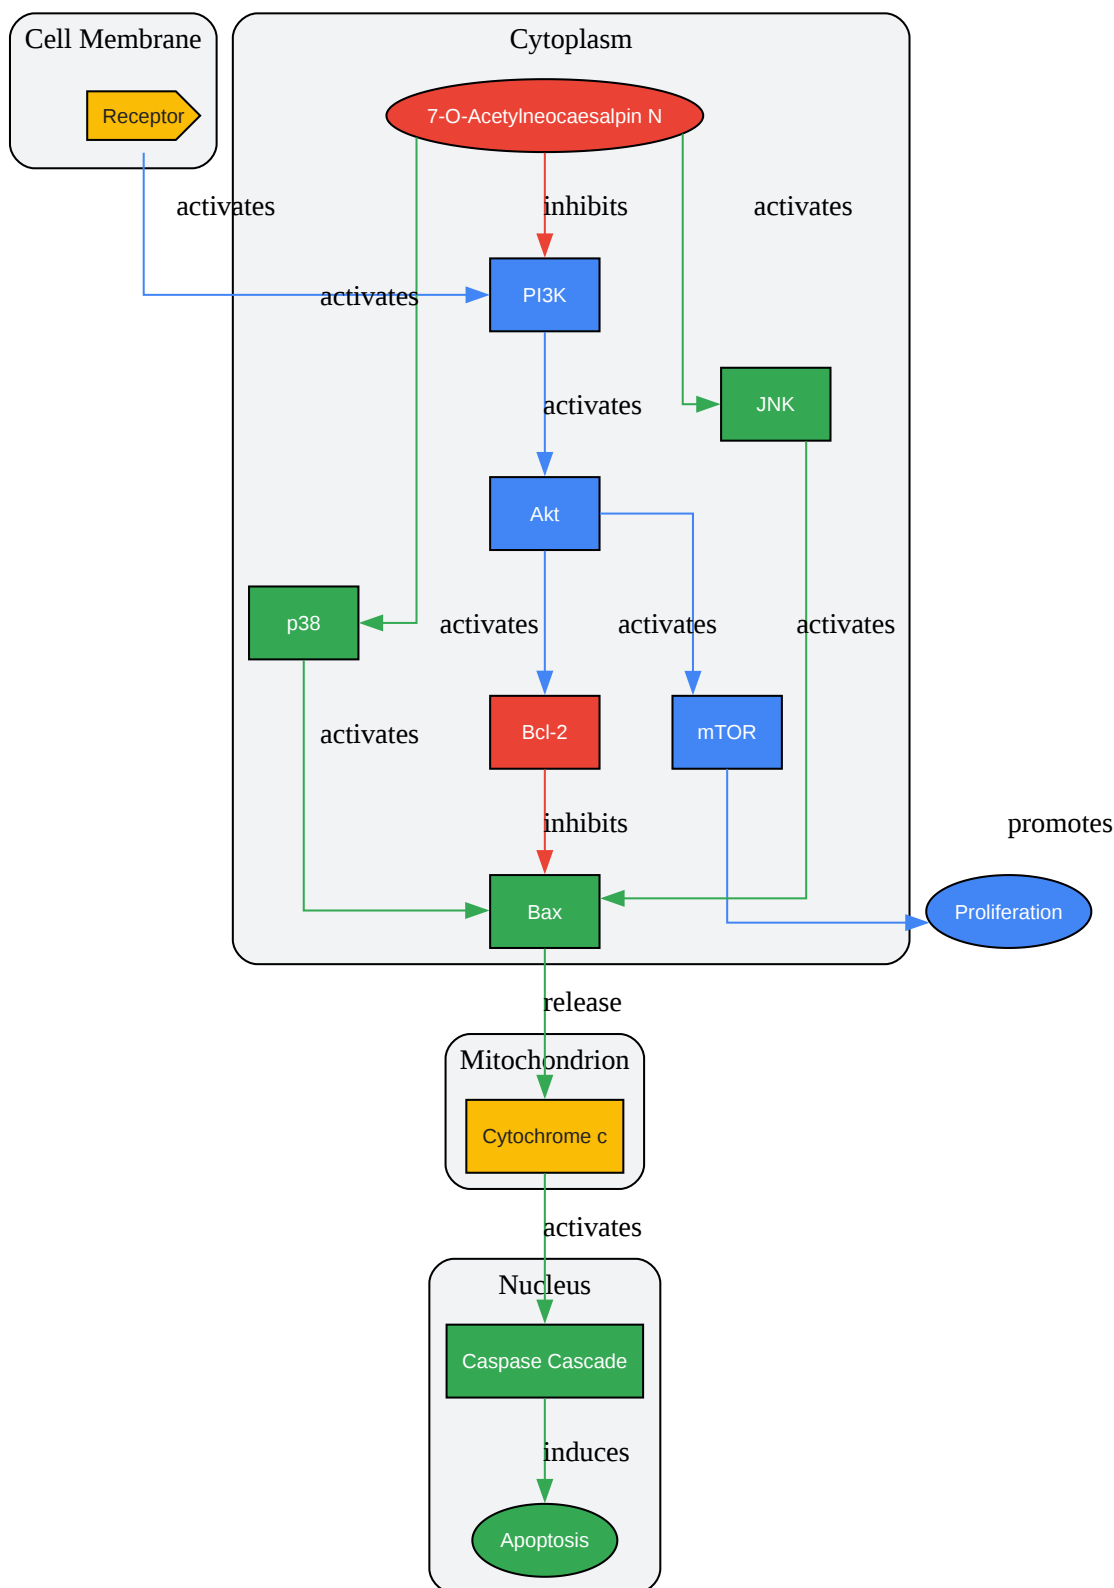 Cell Membrane
Cytoplasm
Receptor
7-O-Acetylneocaesalpin N
activates
inhibits
activates
activates
PI3K
activates
JNK
Akt
p38
activates
activates
activates
activates
Bcl-2
mTOR
inhibits
promotes
Bax
Proliferation
release
Mitochondrion
Cytochrome c
activates
Nucleus
Caspase Cascade
induces
Apoptosis